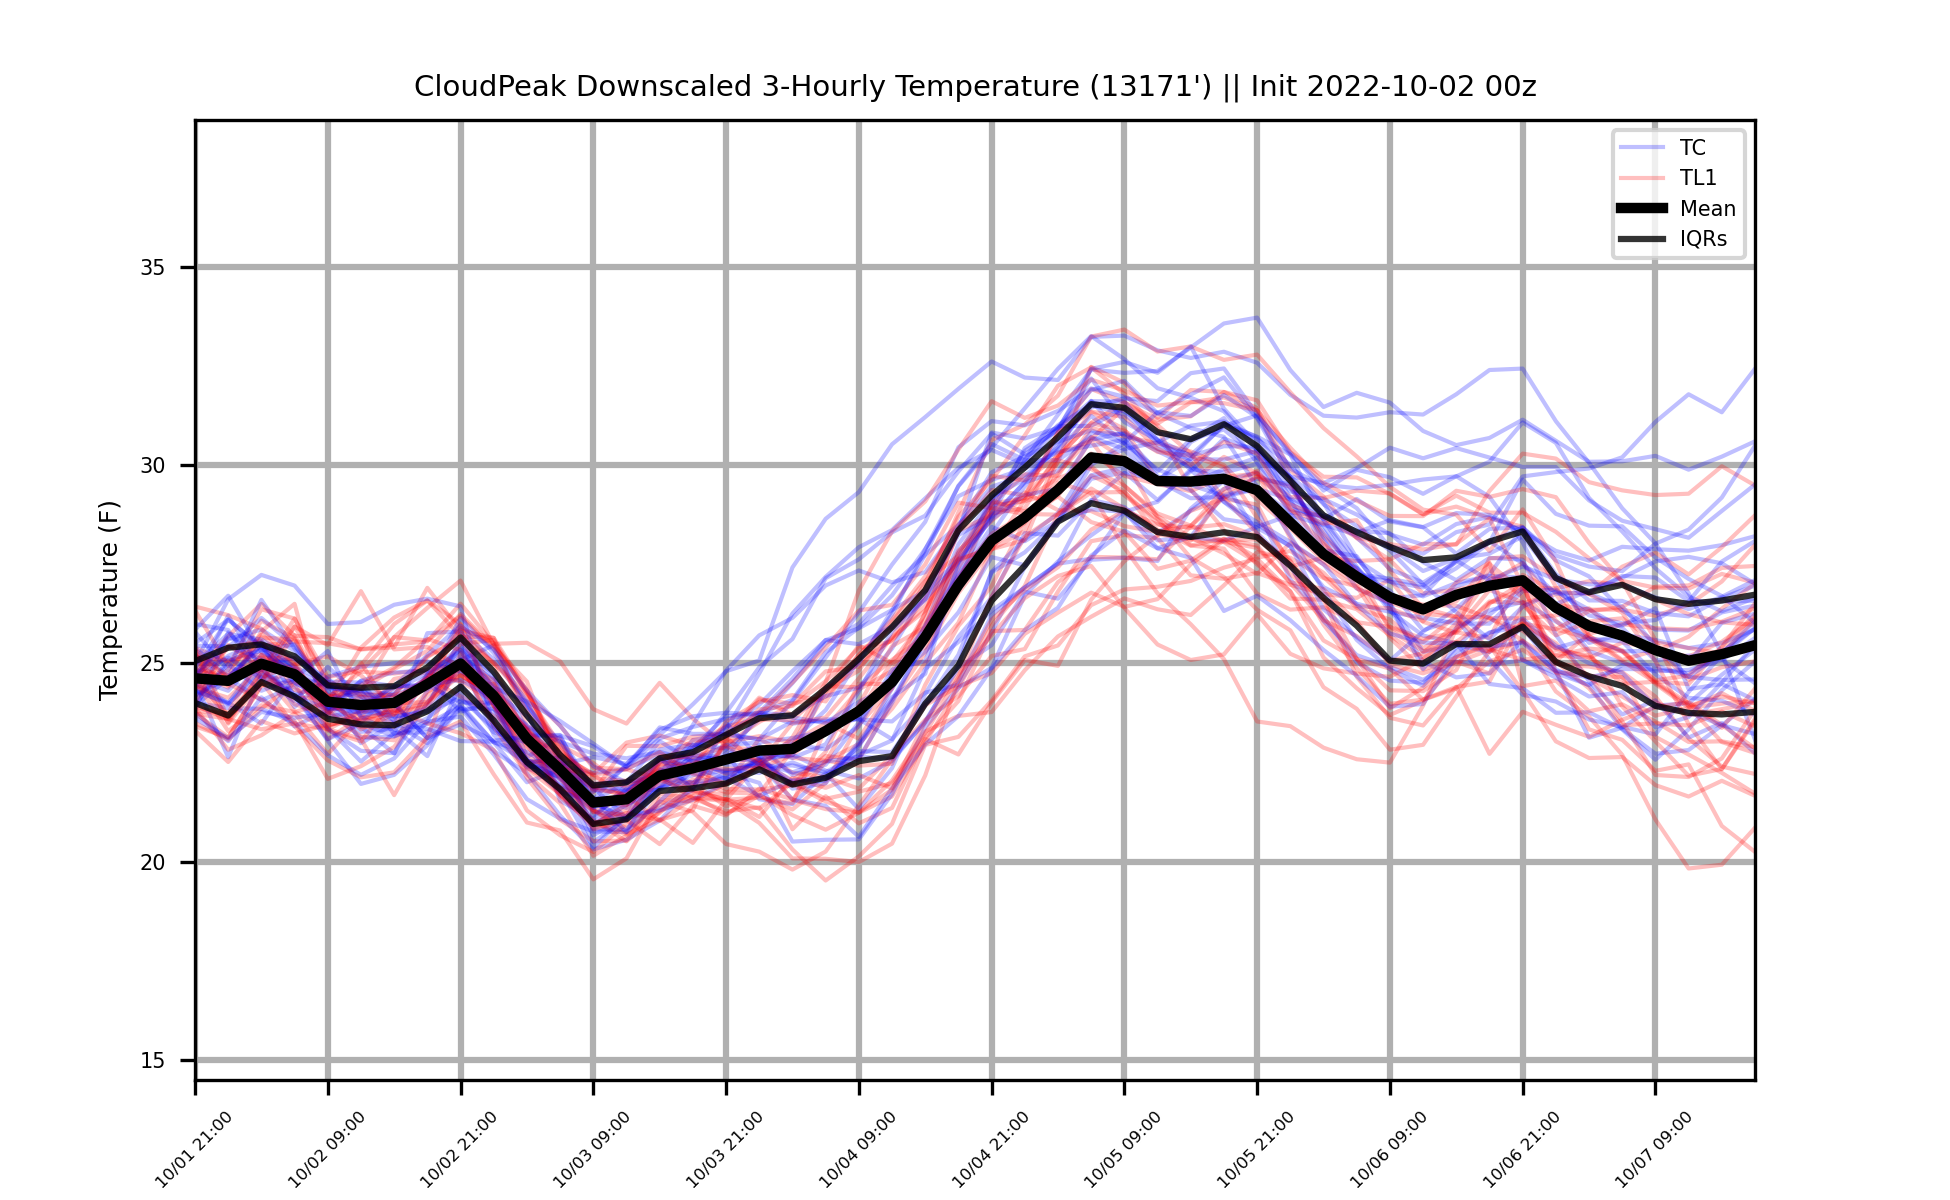 CloudPeak Downscaled 3-Hourly Temperature (13171') || Init 2022-10-02 00z
TC
TL1
Mean
IQRs
Temperature (F)
35
30
25
20
15
10/01 21:00
10/02 09:00
10/02 21:00
10/03 09:00
10/03 21:00
10/04 09:00
10/04 21:00
10/05 09:00
10/05 21:00
10/06 09:00
10/06 21:00
10/07 09:00